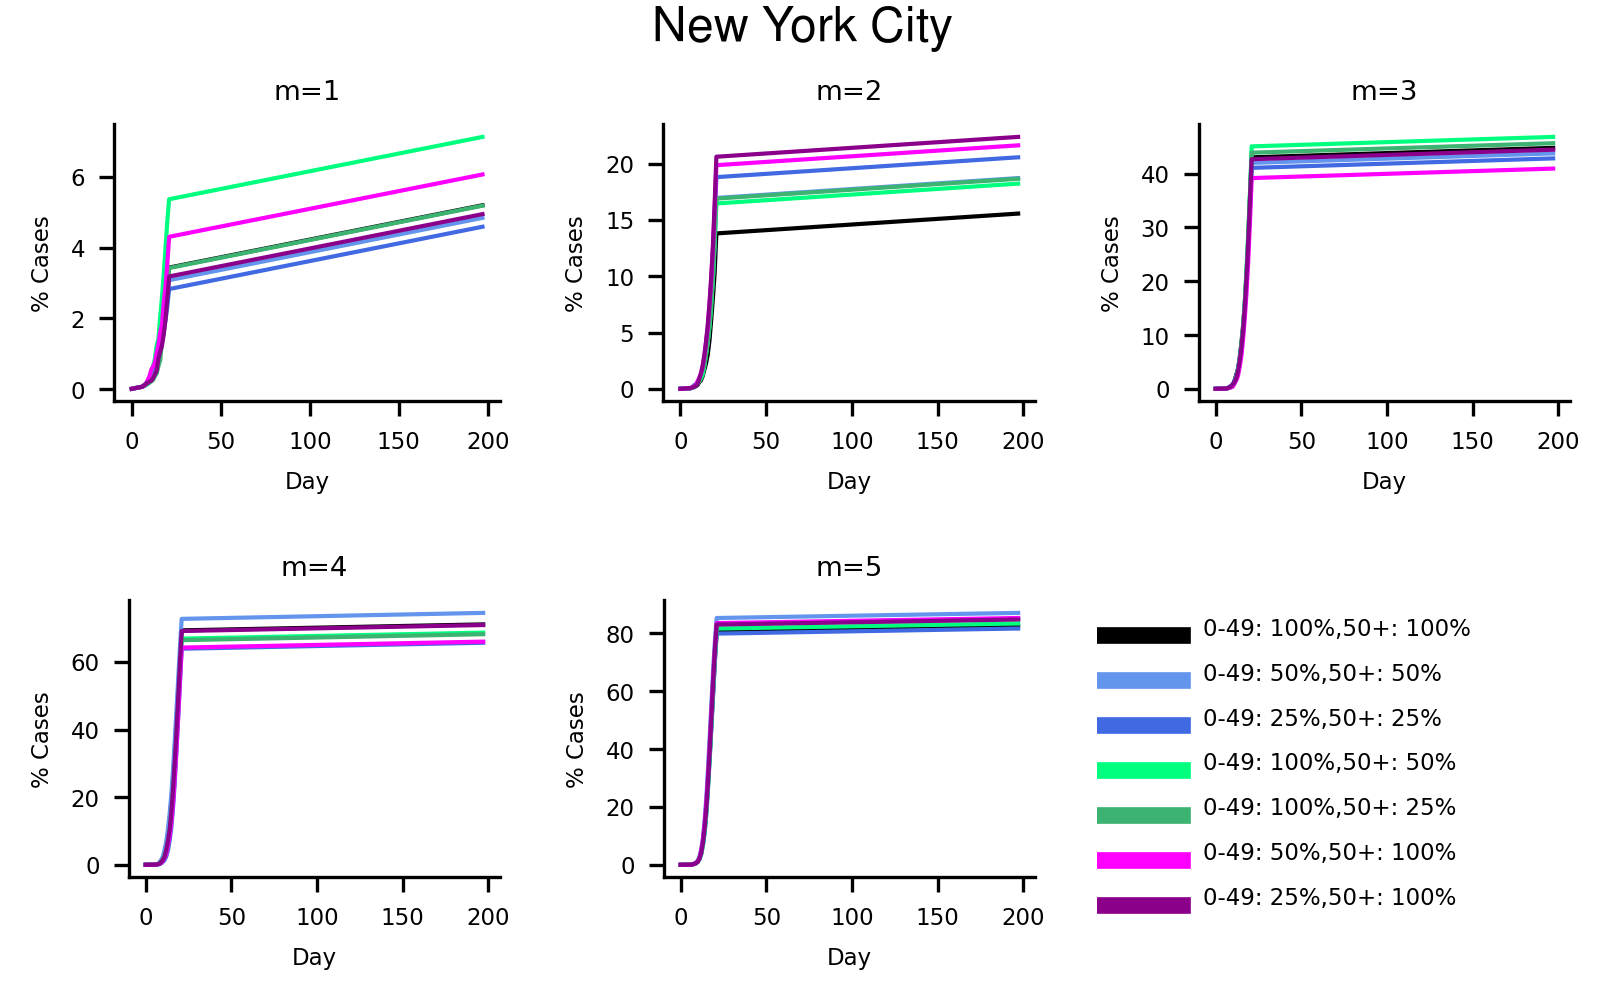 New York City
m=1
m=2
m=3
% Cases
6
4
2
0
0 50 100 150 200
Day
% Cases
20
15
10
5
0
0 50 100 150 200
Day
% Cases
40
30
20
10
0
0 50 100 150 200
Day
m=4
m=5
% Cases
60
40
20
0
0 50 100 150 200
Day
% Cases
80
60
40
20
0
0 50 100 150 200
Day
0-49: 100%,50+: 100%
0-49: 50%,50+: 50%
0-49: 25%,50+: 25%
0-49: 100%,50+: 50%
0-49: 100%,50+: 25%
0-49: 50%,50+: 100%
0-49: 25%,50+: 100%